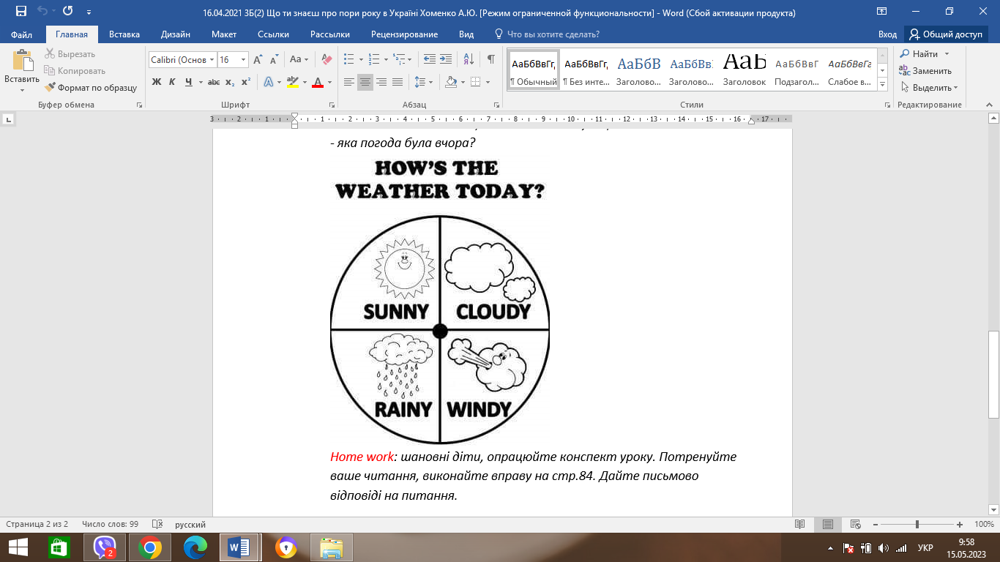 16.04.2021 3Б(2) Що ти знаєш про пори року в Україні Хоменко А.Ю. [Режим ограниченной функциональности] - Word (Сбой активации продукта)
Файл Главная Вставка Дизайн Макет Ссылки Рассылки Рецензирование Вид Что вы хотите сделать? Вход Общий доступ
Вставить
Вырезать
Копировать
Формат по образцу
Буфер обмена
Calibri (Основ 16 Aa
Ж К Ч abc x₂ x² A ab A
Шрифт
Абзац
АаБбВвГг, АаБбВвГг, АаБбВ АаБбВв: АаЬ АаБбВвГ АаБбВвГг
¶ Обычный ¶ Без инте... Заголово... Заголово... Заголовок Подзагол... Слабое в...
Стили
Найти
Заменить
Выделить
Редактирование
3 2 1 1 2 3 4 5 6 7 8 9 10 11 12 13 14 15 16 17
- яка погода була вчора?
HOW'S THE
WEATHER TODAY?
SUNNY CLOUDY
RAINY WINDY
Home work: шановні діти, опрацюйте конспект уроку. Потренуйте
ваше читання, виконайте вправу на стр.84. Дайте письмово
відповіді на питання.
Страница 2 из 2 Число слов: 99 русский 100%
2
УКР
9:58
15.05.2023